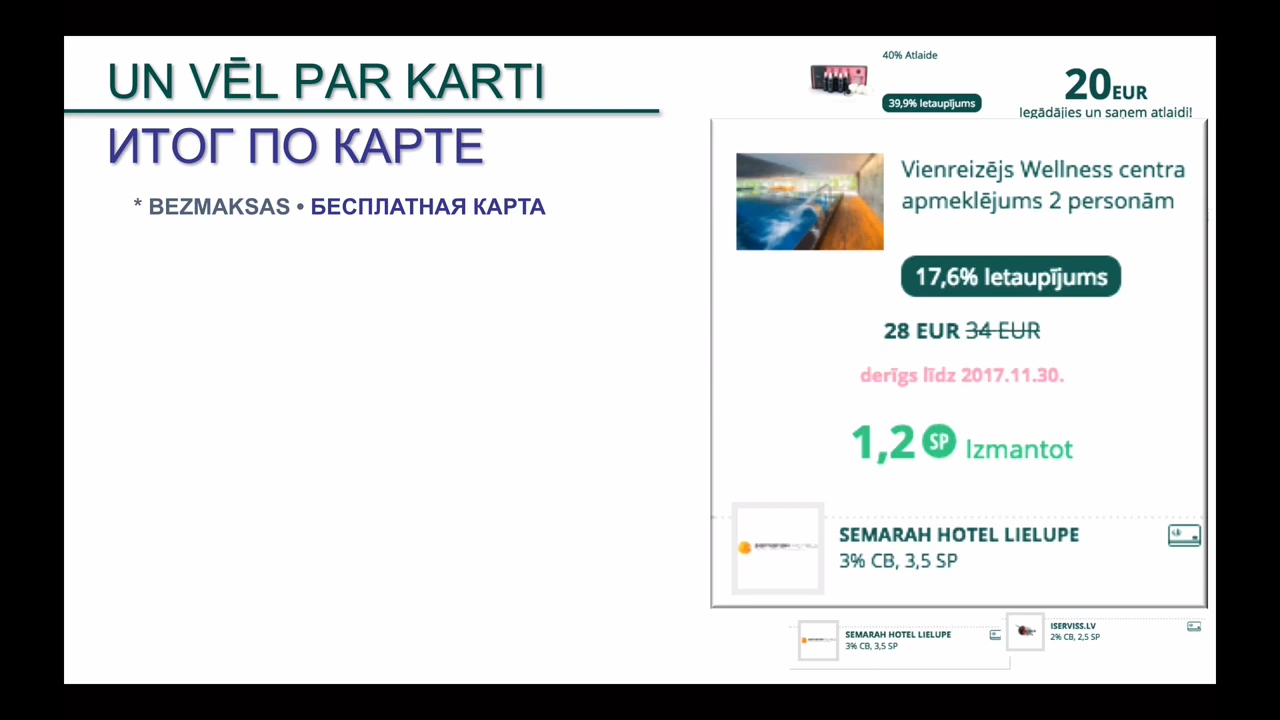 UN VĒL PAR KARTI
ИТОГ ПО КАРТЕ
* BEZMAKSAS • БЕСПЛАТНАЯ КАРТА
40% Atlaide
39,9% Ietaupījums
20 EUR
Iegādājies un saņem atlaidi!
Vienreizējs Wellness centra
apmeklējums 2 personām
17,6% Ietaupījums
28 EUR 34 EUR
derīgs līdz 2017.11.30.
1,2 SP Izmantot
SEMARAH HOTEL LIELUPE
3% CB, 3,5 SP
SEMARAH HOTEL LIELUPE
3% CB, 3,5 SP
ISERVISS.LV
2% CB, 2,5 SP